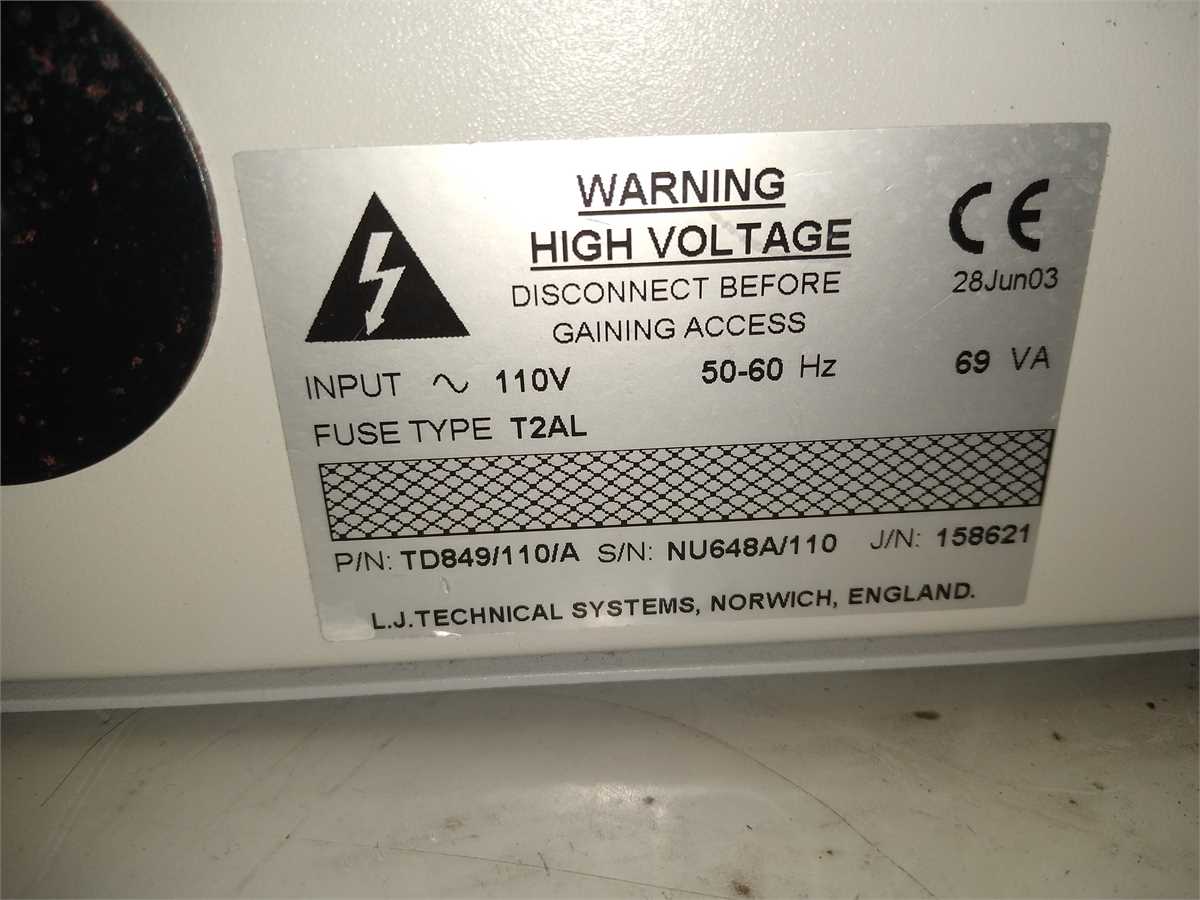 WARNING
HIGH VOLTAGE
DISCONNECT BEFORE
GAINING ACCESS
CE
28Jun03
INPUT ~ 110V 50-60 Hz 69 VA
FUSE TYPE T2AL
P/N: TD849/110/A S/N: NU648A/110 J/N: 158621
L.J.TECHNICAL SYSTEMS, NORWICH, ENGLAND.